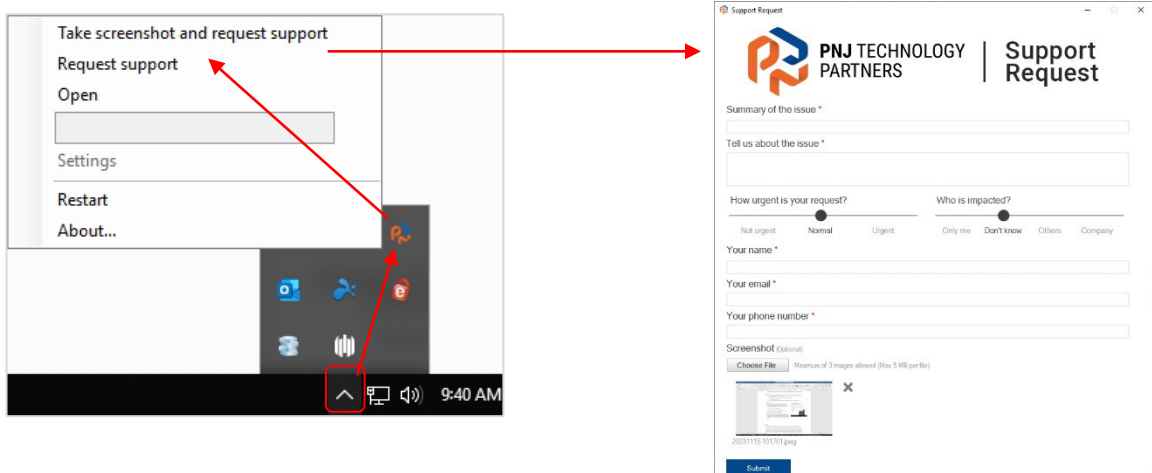 Take screenshot and request support
Request support
Open
Settings
Restart
About...
9:40 AM
Support Request
PNJ TECHNOLOGY
PARTNERS
Support
Request
Summary of the issue *
Tell us about the issue *
How urgent is your request? Who is impacted?
Not urgent Normal Urgent Only me Don't know Others Company
Your name *
Your email *
Your phone number *
Screenshot (Optional)
Choose File Maximum of 3 images allowed (Max 5 MB per file)
20231115-101701.jpeg
Submit